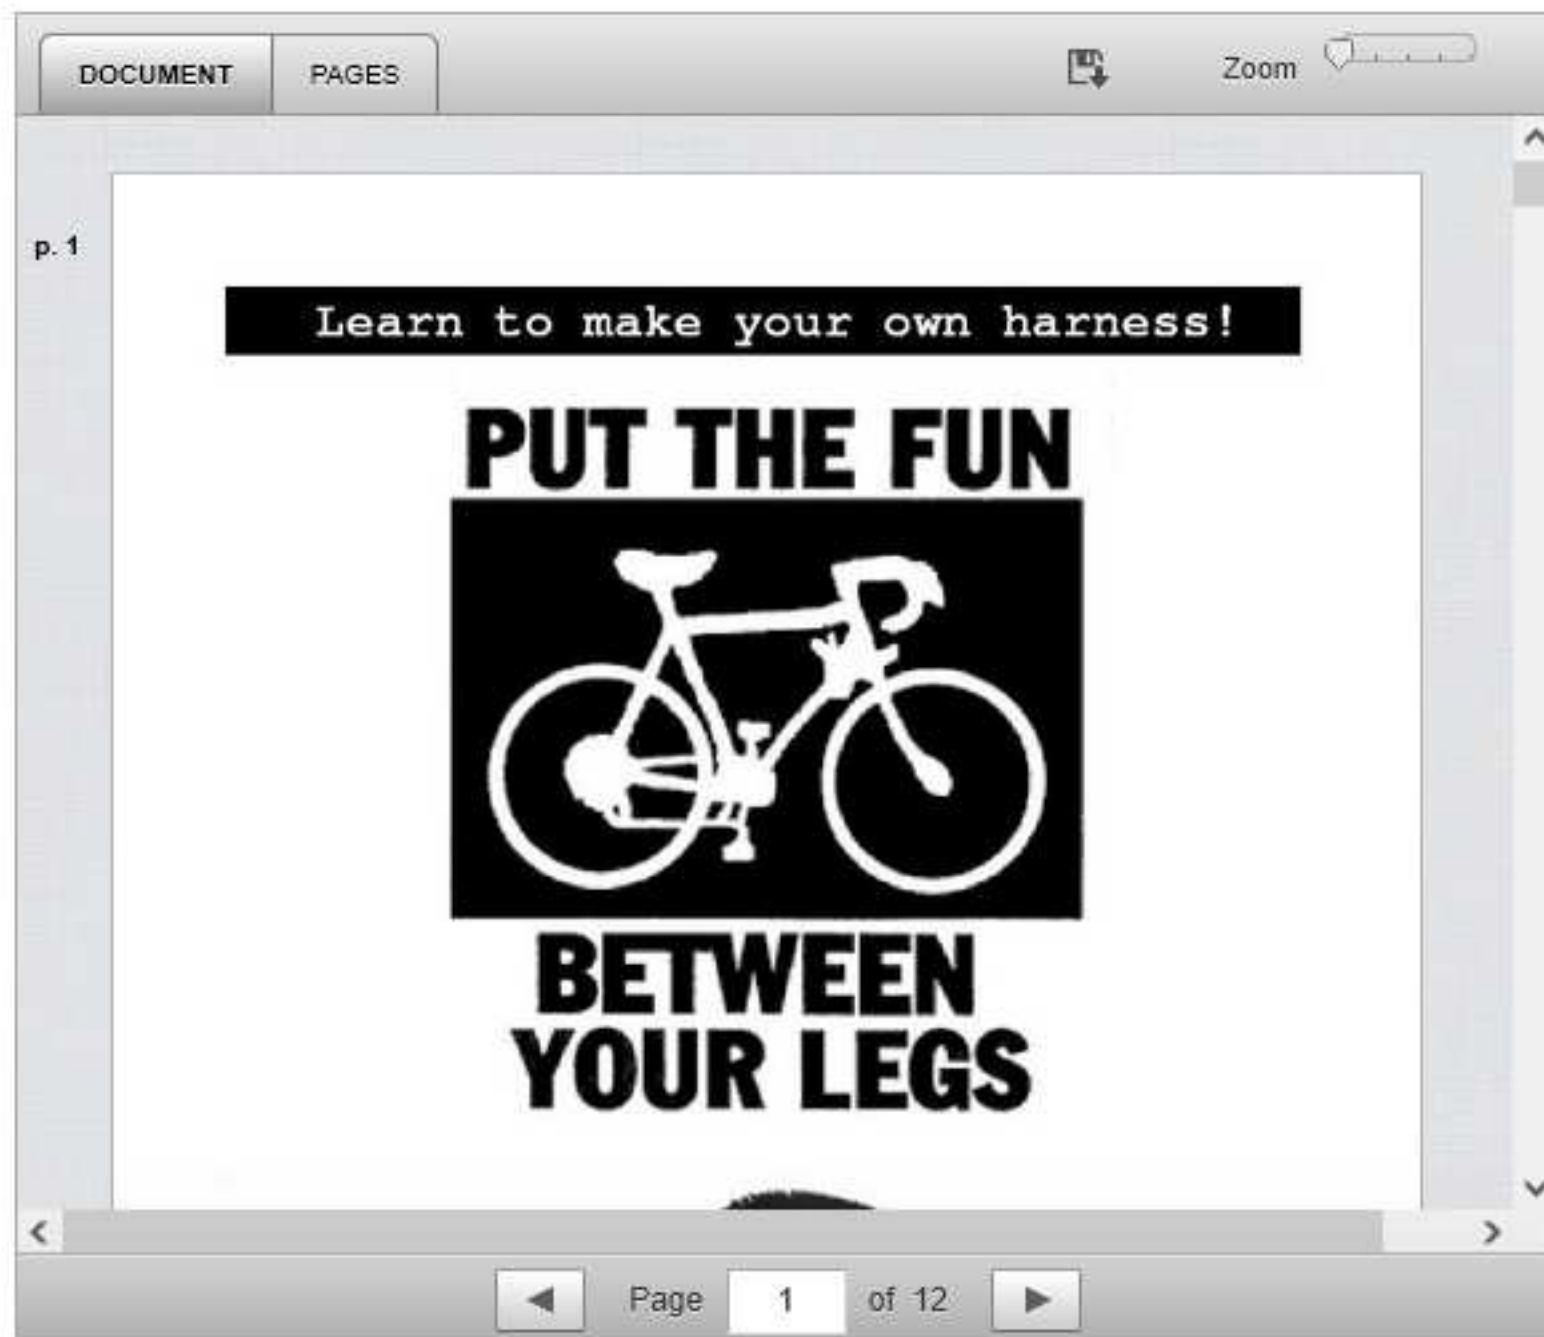 DOCUMENT PAGES Zoom
p. 1
Learn to make your own harness!
PUT THE FUN
BETWEEN
YOUR LEGS
Page 1 of 12